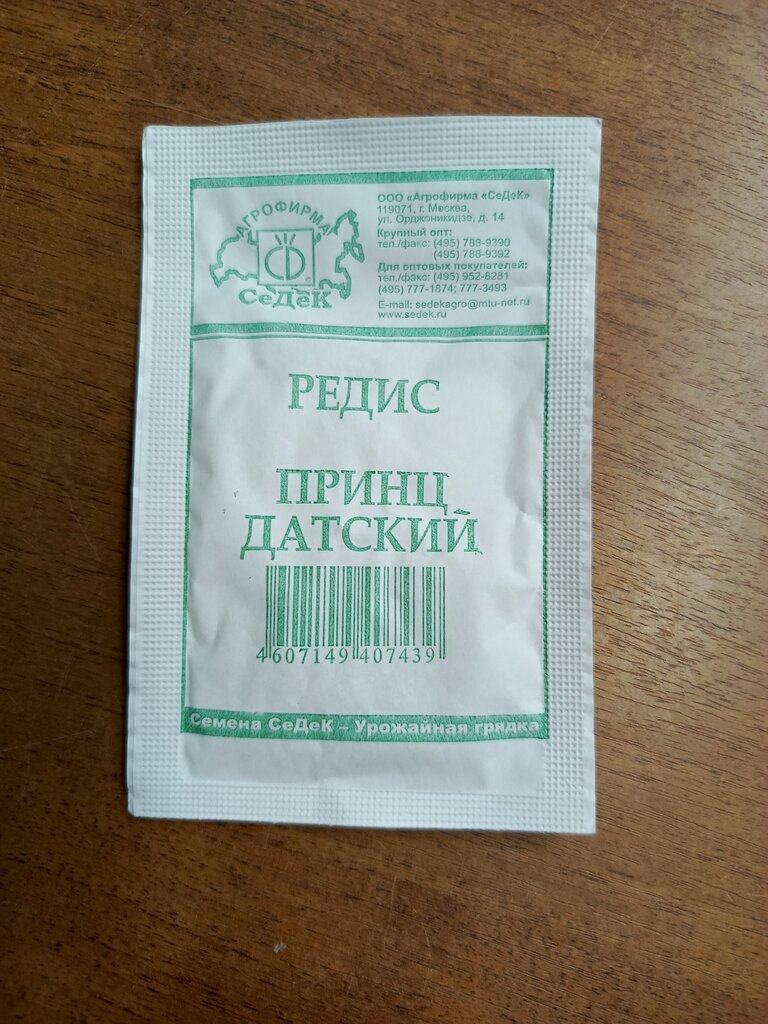 АГРОФИРМА
СеДеК
ООО «Агрофирма «СеДеК»
119071, г. Москва,
ул. Орджоникидзе, д. 14
Крупный опт:
тел./факс: (495) 788-9390
(495) 788-9392
Для оптовых покупателей:
тел./факс: (495) 952-8281
(495) 777-1874; 777-3493
E-mail: sedekagro@mtu-net.ru
www.sedek.ru
РЕДИС
ПРИНЦ
ДАТСКИЙ
4607149407439
Семена СеДеК – Урожайная грядка